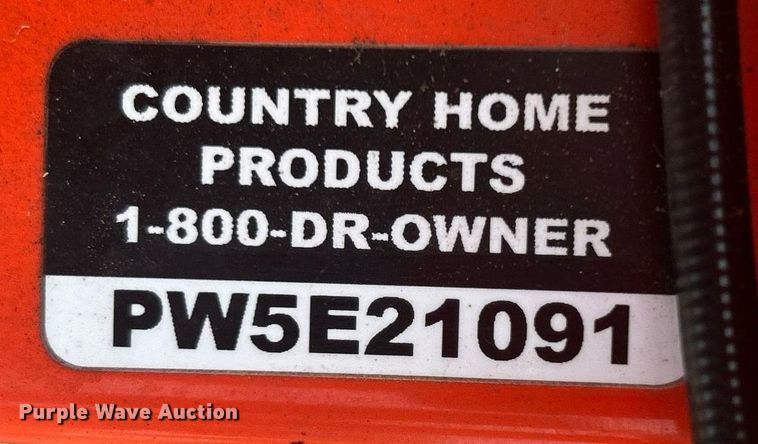 COUNTRY HOME
PRODUCTS
1-800-DR-OWNER
PW5E21091
Purple Wave Auction